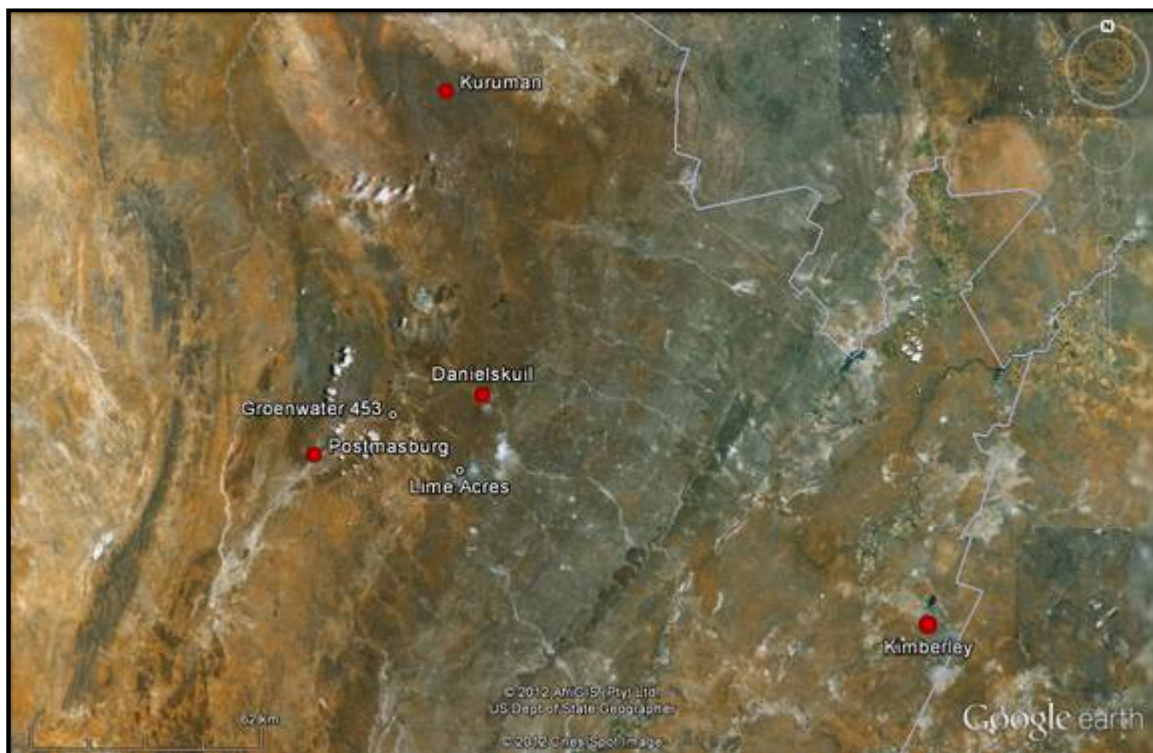 N
Kuruman
Danielskuil
Groenwater 453
Postmasburg
Lime Acres
Kimberley
© 2012 AfriGIS (Pty) Ltd.
US Dept of State Geographer
62 km
© 2012 Cnes/Spot Image
Google earth